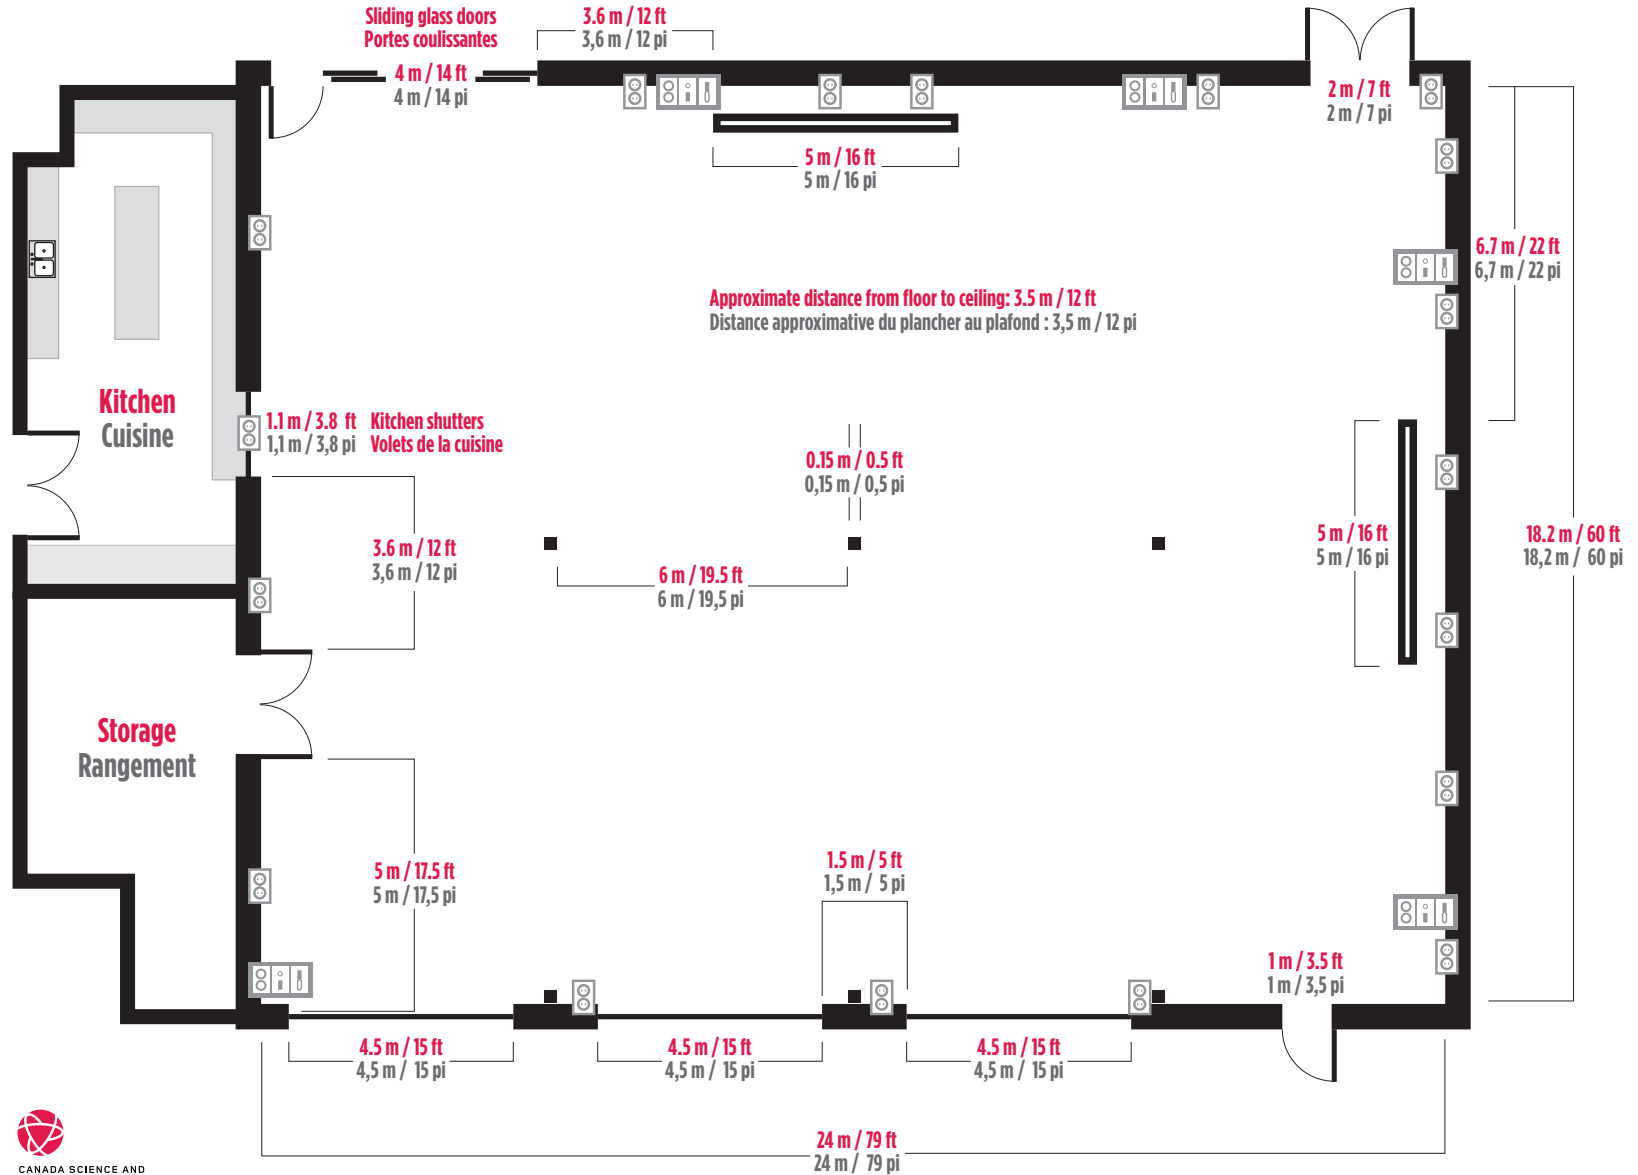 Sliding glass doors
Portes coulissantes
3.6 m / 12 ft
3,6 m / 12 pi
4 m / 14 ft
4 m / 14 pi
2 m / 7 ft
2 m / 7 pi
5 m / 16 ft
5 m / 16 pi
6.7 m / 22 ft
6,7 m / 22 pi
Approximate distance from floor to ceiling: 3.5 m / 12 ft
Distance approximative du plancher au plafond : 3,5 m / 12 pi
Kitchen
Cuisine
1.1 m / 3.8 ft
1,1 m / 3,8 pi
Kitchen shutters
Volets de la cuisine
0.15 m / 0.5 ft
0,15 m / 0,5 pi
3.6 m / 12 ft
3,6 m / 12 pi
5 m / 16 ft
5 m / 16 pi
18.2 m / 60 ft
18,2 m / 60 pi
6 m / 19.5 ft
6 m / 19,5 pi
Storage
Rangement
5 m / 17.5 ft
5 m / 17,5 pi
1.5 m / 5 ft
1,5 m / 5 pi
1 m / 3.5 ft
1 m / 3,5 pi
4.5 m / 15 ft
4,5 m / 15 pi
4.5 m / 15 ft
4,5 m / 15 pi
4.5 m / 15 ft
4,5 m / 15 pi
24 m / 79 ft
24 m / 79 pi
CANADA SCIENCE AND